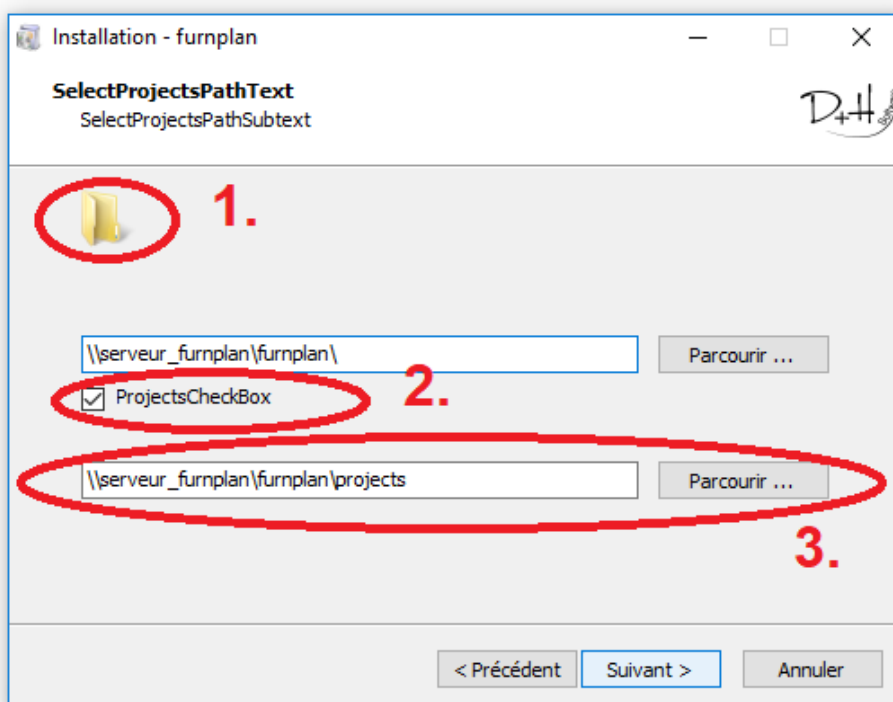 Installation - furnplan
SelectProjectsPathText
SelectProjectsPathSubtext
D+H
1.
\\serveur_furnplan\furnplan\
Parcourir ...
ProjectsCheckBox
2.
\\serveur_furnplan\furnplan\projects
Parcourir ...
3.
< Précédent
Suivant >
Annuler